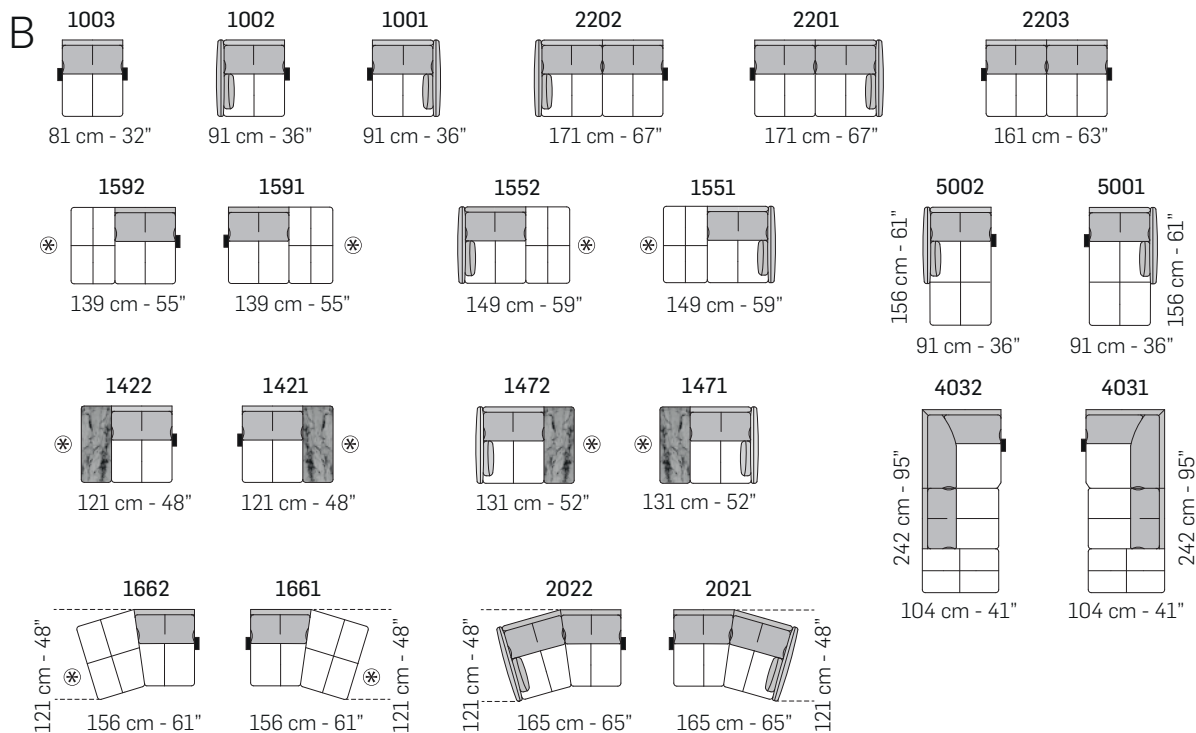 B
1003 1002 1001 2202 2201 2203
81 cm - 32" 91 cm - 36" 91 cm - 36" 171 cm - 67" 171 cm - 67" 161 cm - 63"
1592 1591 1552 1551 5002 5001
156 cm - 61" 156 cm - 61"
139 cm - 55" 139 cm - 55" 149 cm - 59" 149 cm - 59"
91 cm - 36" 91 cm - 36"
1422 1421 1472 1471 4032 4031
242 cm - 95" 242 cm - 95"
121 cm - 48" 121 cm - 48" 131 cm - 52" 131 cm - 52"
104 cm - 41" 104 cm - 41"
1662 1661 2022 2021
121 cm - 48" 121 cm - 48" 121 cm - 48" 121 cm - 48"
156 cm - 61" 156 cm - 61" 165 cm - 65" 165 cm - 65"